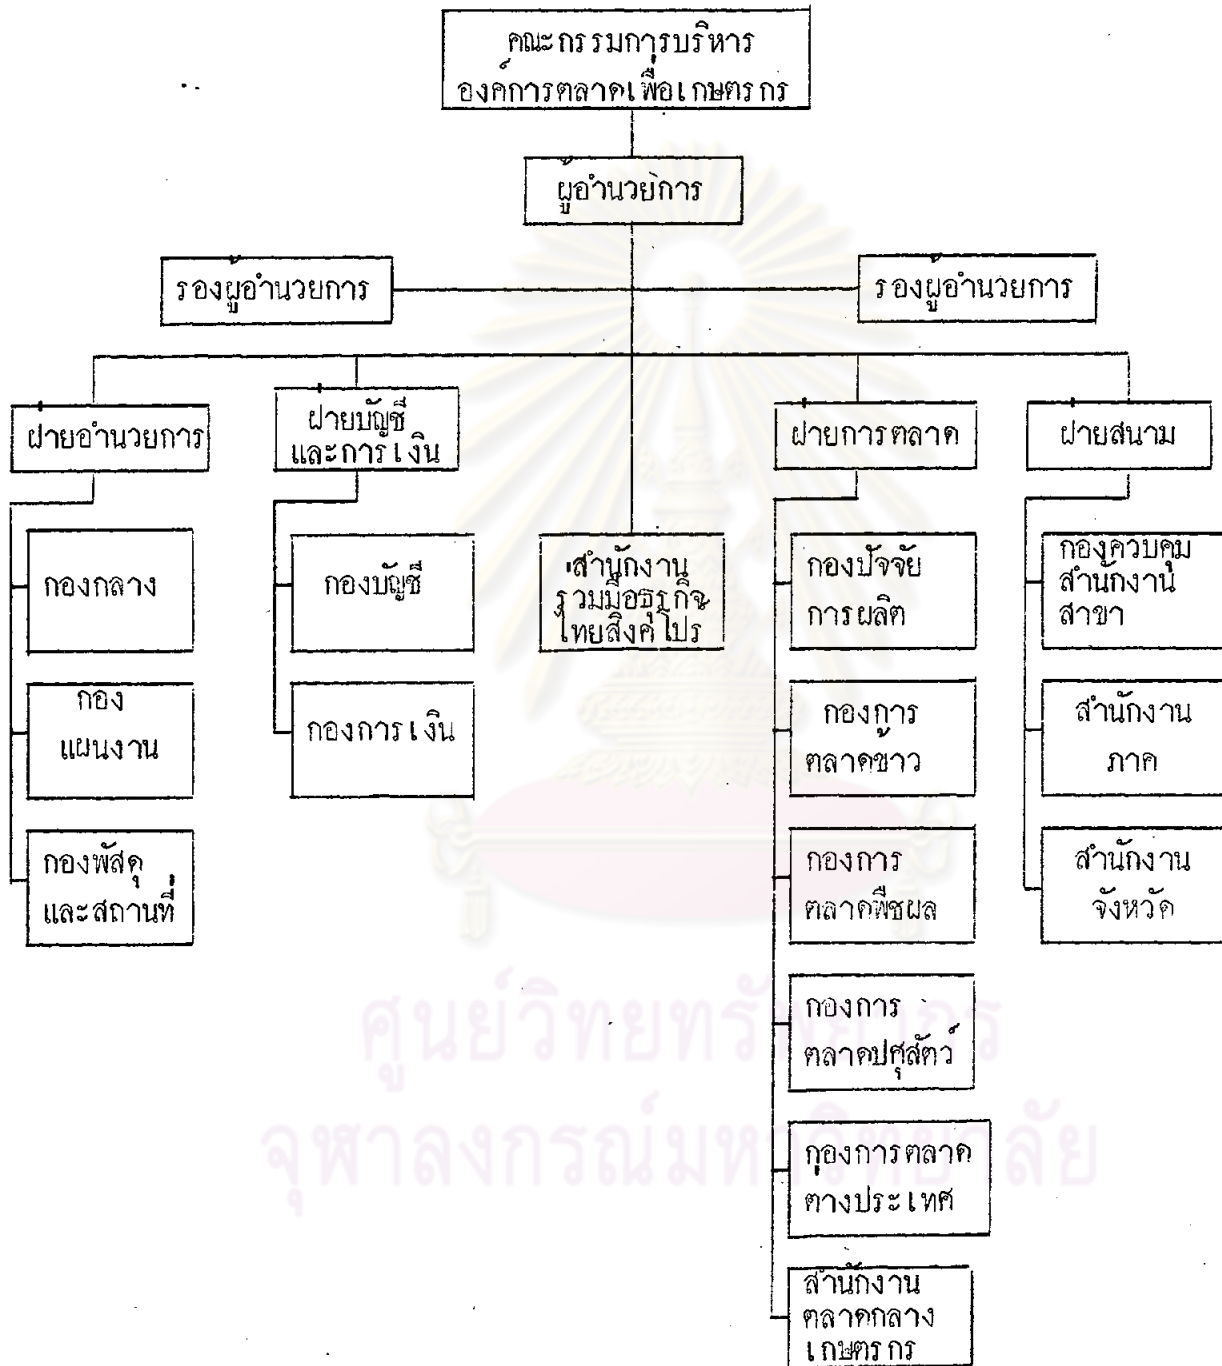 คณะกรรมการบริหาร
องค์การตลาดเพื่อเกษตรกร
ผู้อำนวยการ
รองผู้อำนวยการ
รองผู้อำนวยการ
ฝ่ายอำนวยการ
ฝ่ายบัญชี
และการเงิน
ฝ่ายการตลาด
ฝ่ายสนาม
กองกลาง
กอง
แผนงาน
กองพัสดุ
และสถานที่
กองบัญชี
กองการเงิน
สำนักงาน
ร่วมมือธุรกิจ
ไทยสิงคโปร
กองปัจจัย
การผลิต
กองการ
ตลาดข้าว
กองการ
ตลาดพืชผล
กองการ
ตลาดปศุสัตว์
กองการตลาด
ต่างประเทศ
สำนักงาน
ตลาดกลาง
เกษตรกร
กองควบคุม
สำนักงาน
สาขา
สำนักงาน
ภาค
สำนักงาน
จังหวัด
ศูนย์วิทยทรัพยากร
จุฬาลงกรณ์มหาวิทยาลัย